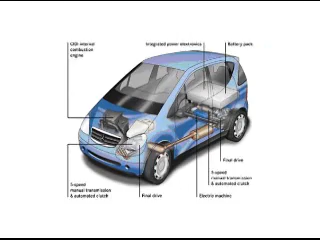 CIDI internal
combustion
engine
Integrated power electronics
Battery pack
Final drive
5-speed
manual transmission
& automated clutch
Final drive
Electric machine
5-speed
manual transmission
& automated clutch